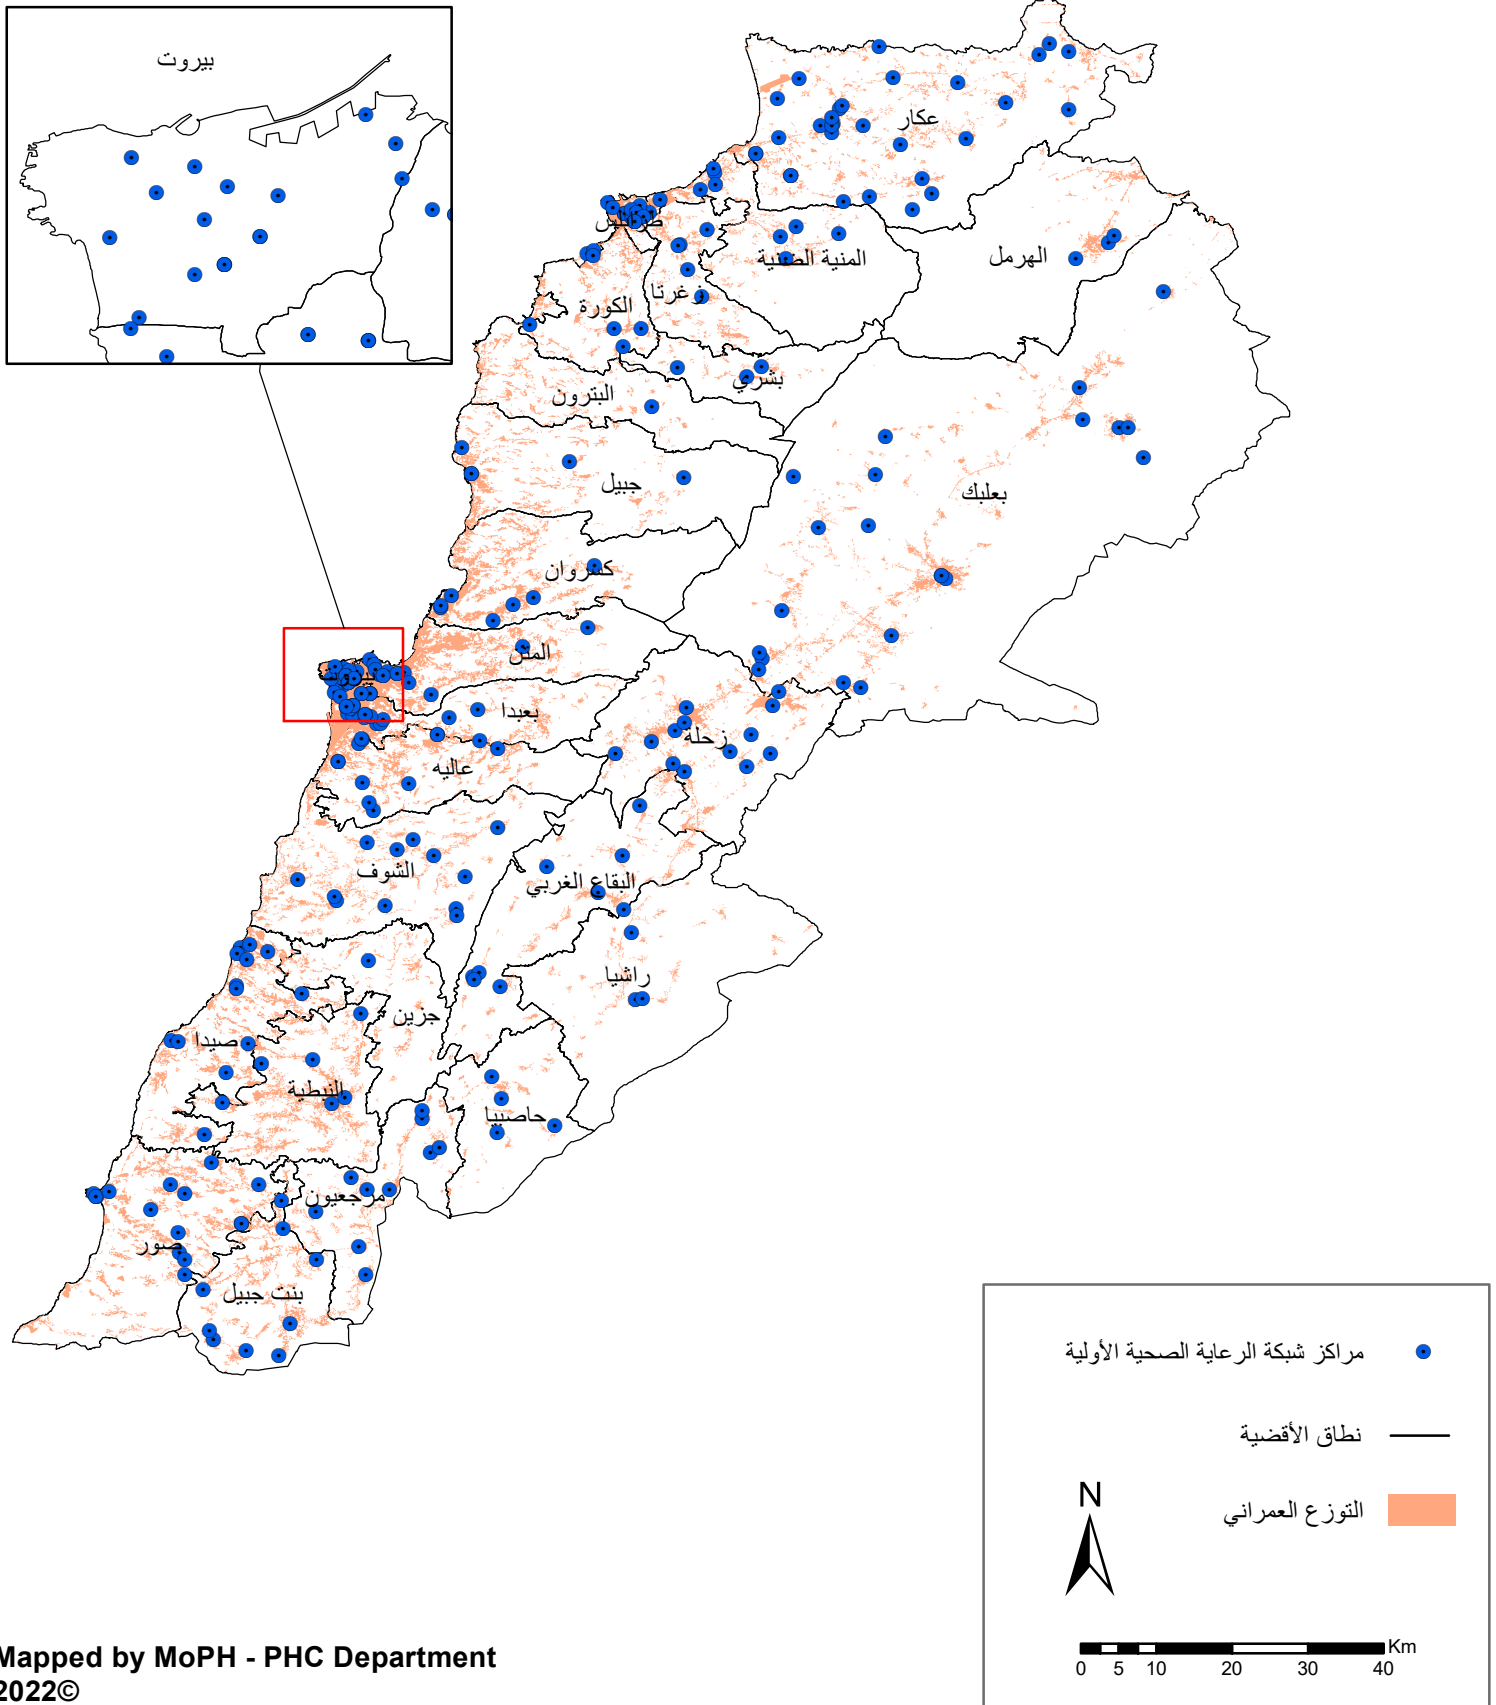 بيروت
عكار
طرابلس
المنية الضنية
الهرمل
زغرتا
الكورة
بشري
البترون
جبيل
بعلبك
كسروان
المتن
بيروت
بعبدا
زحلة
عاليه
الشوف
البقاع الغربي
راشيا
جزين
صيدا
النبطية
حاصبيا
مرجعيون
صور
بنت جبيل
مراكز شبكة الرعاية الصحية الأولية
نطاق الأقضية
التوزع العمراني
N
Km
0 5 10 20 30 40
Mapped by MoPH - PHC Department
2022©